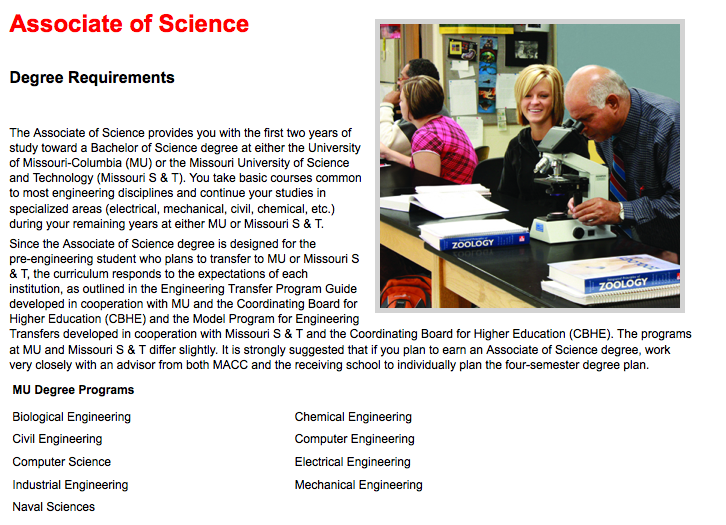 Associate of Science
Degree Requirements
The Associate of Science provides you with the first two years of
study toward a Bachelor of Science degree at either the University
of Missouri-Columbia (MU) or the Missouri University of Science
and Technology (Missouri S & T). You take basic courses common
to most engineering disciplines and continue your studies in
specialized areas (electrical, mechanical, civil, chemical, etc.)
during your remaining years at either MU or Missouri S & T.
Since the Associate of Science degree is designed for the
pre-engineering student who plans to transfer to MU or Missouri S
& T, the curriculum responds to the expectations of each
institution, as outlined in the Engineering Transfer Program Guide
developed in cooperation with MU and the Coordinating Board for
Higher Education (CBHE) and the Model Program for Engineering
Transfers developed in cooperation with Missouri S & T and the Coordinating Board for Higher Education (CBHE). The programs
at MU and Missouri S & T differ slightly. It is strongly suggested that if you plan to earn an Associate of Science degree, work
very closely with an advisor from both MACC and the receiving school to individually plan the four-semester degree plan.
ZOOLOGY
ZOOLOGY
MU Degree Programs
Biological Engineering Chemical Engineering
Civil Engineering Computer Engineering
Computer Science Electrical Engineering
Industrial Engineering Mechanical Engineering
Naval Sciences